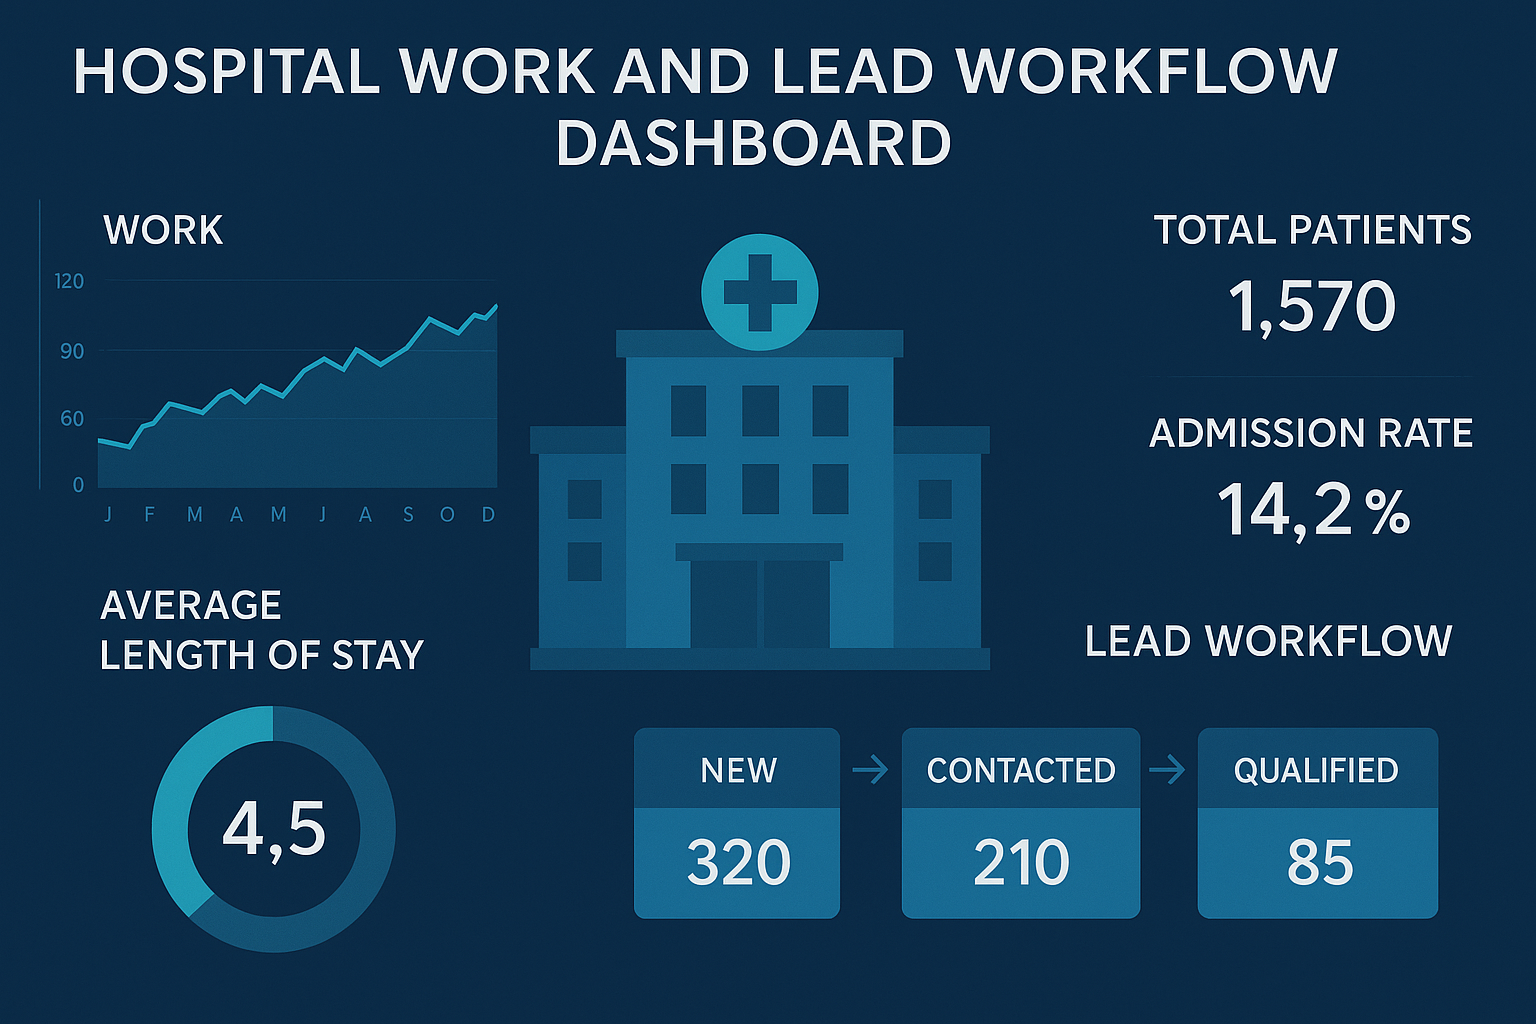 HOSPITAL WORK AND LEAD WORKFLOW
DASHBOARD
WORK
120
90
60
0
J F M A M J A S O D
AVERAGE
LENGTH OF STAY
4,5
TOTAL PATIENTS
1,570
ADMISSION RATE
14,2 %
LEAD WORKFLOW
NEW → CONTACTED → QUALIFIED
320 210 85